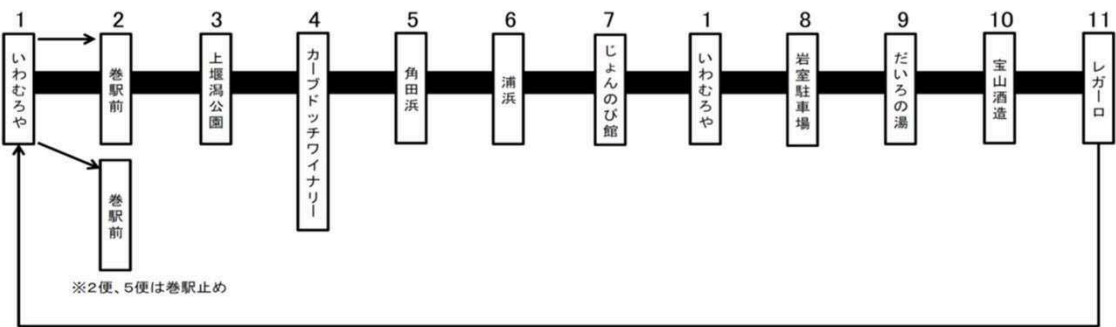 1 2 3 4 5 6 7 1 8 9 10 11
いわむろや
巻駅前
上堰潟公園
カーブドッチワイナリー
角田浜
浦浜
じょんのび館
いわむろや
岩室駐車場
だいろの湯
宝山酒造
レガーロ
巻駅前
※2便、5便は巻駅止め